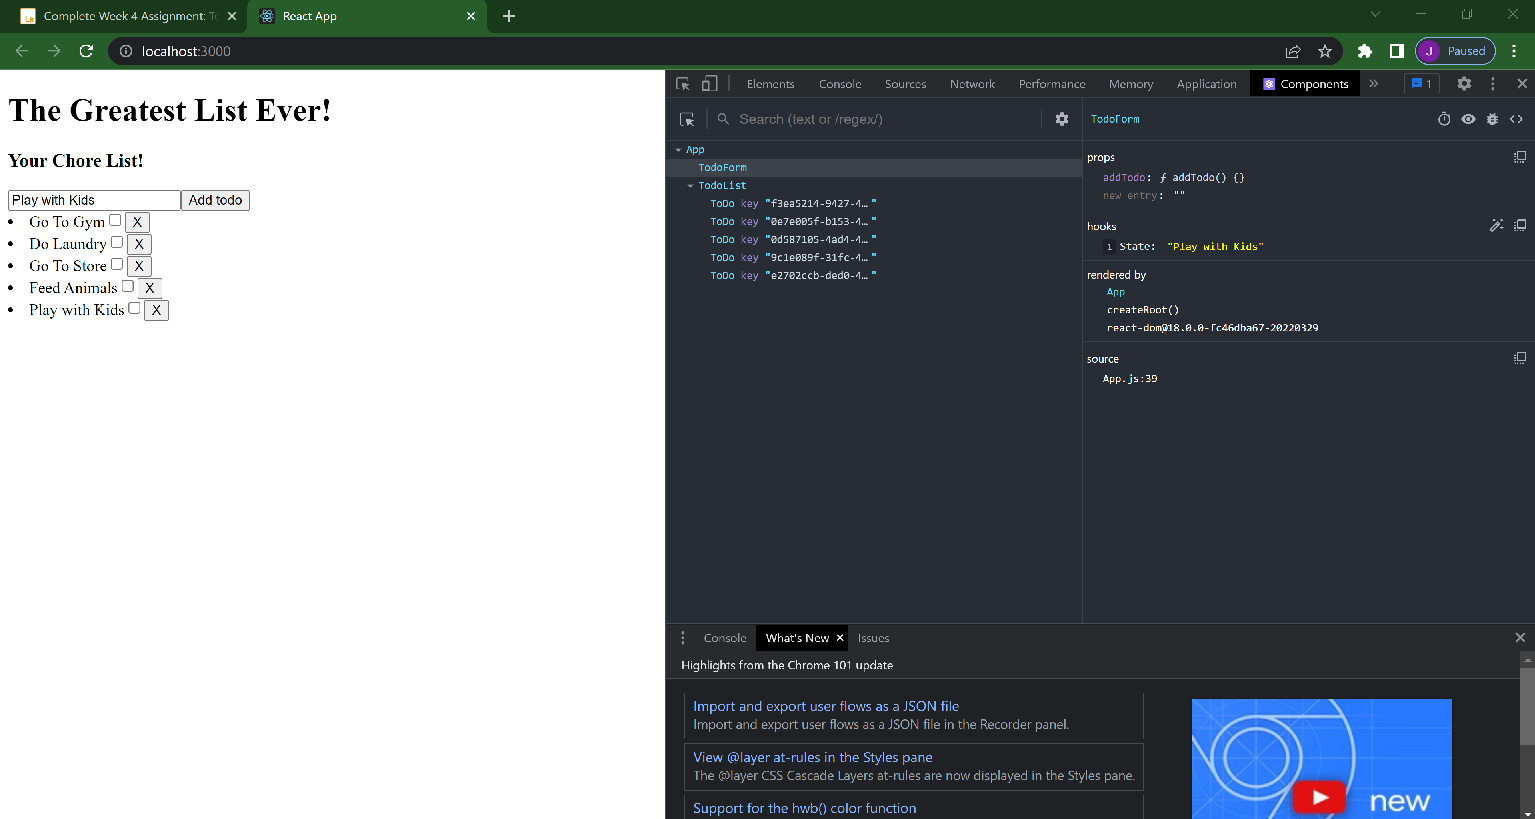 Complete Week 4 Assignment: To
React App
localhost:3000
J Paused
The Greatest List Ever!
Your Chore List!
Play with Kids Add todo
Go To Gym X
Do Laundry X
Go To Store X
Feed Animals X
Play with Kids X
Elements Console Sources Network Performance Memory Application Components » 1
Search (text or /regex/)
App
TodoForm
TodoList
ToDo key "f3ea5214-9427-4…"
ToDo key "0e7e005f-b153-4…"
ToDo key "0d587105-4ad4-4…"
ToDo key "9c1e089f-31fc-4…"
ToDo key "e2702ccb-ded0-4…"
TodoForm
props
addTodo: ƒ addTodo() {}
new entry: ""
hooks
1 State: "Play with Kids"
rendered by
App
createRoot()
react-dom@18.0.0-fc46dba67-20220329
source
App.js:39
Console What's New Issues
Highlights from the Chrome 101 update
Import and export user flows as a JSON file
Import and export user flows as a JSON file in the Recorder panel.
View @layer at-rules in the Styles pane
The @layer CSS Cascade Layers at-rules are now displayed in the Styles pane.
Support for the hwb() color function
new